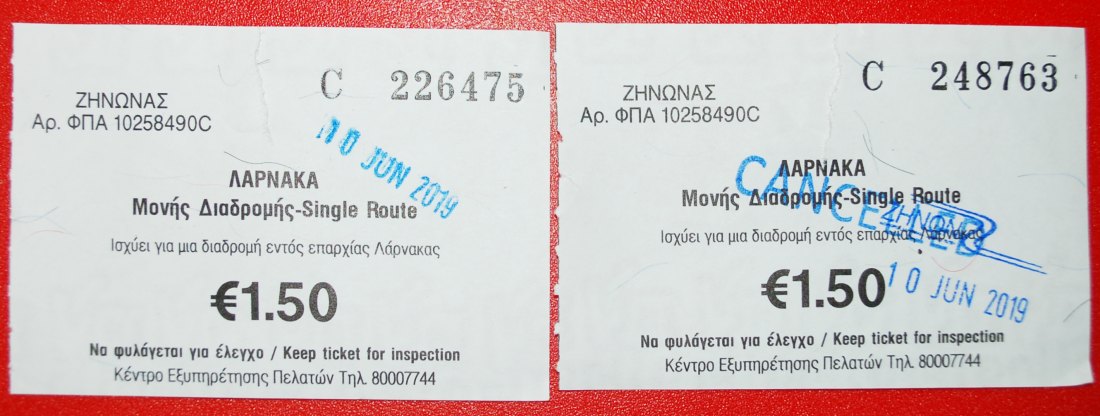 C 226475
ΖΗΝΩΝΑΣ
Αρ. ΦΠΑ 10258490C
10 JUN 2019
ΛΑΡΝΑΚΑ
Μονής Διαδρομής-Single Route
Ισχύει για μια διαδρομή εντός επαρχίας Λάρνακας
€1.50
Να φυλάγεται για έλεγχο / Keep ticket for inspection
Κέντρο Εξυπηρέτησης Πελατών Τηλ. 80007744
C 248763
ΖΗΝΩΝΑΣ
Αρ. ΦΠΑ 10258490C
ΛΑΡΝΑΚΑ
CANCELLED
Μονής Διαδρομής-Single Route
Ισχύει για μια διαδρομή εντός επαρχίας Λάρνακας
€1.50
10 JUN 2019
Να φυλάγεται για έλεγχο / Keep ticket for inspection
Κέντρο Εξυπηρέτησης Πελατών Τηλ. 80007744